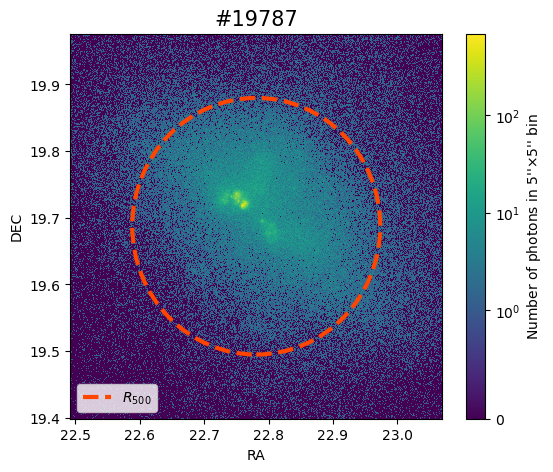 #19787
19.9
19.8
19.7
19.6
19.5
19.4
DEC
22.5 22.6 22.7 22.8 22.9 23.0
RA
R500
10²
10¹
10⁰
0
Number of photons in 5''×5'' bin